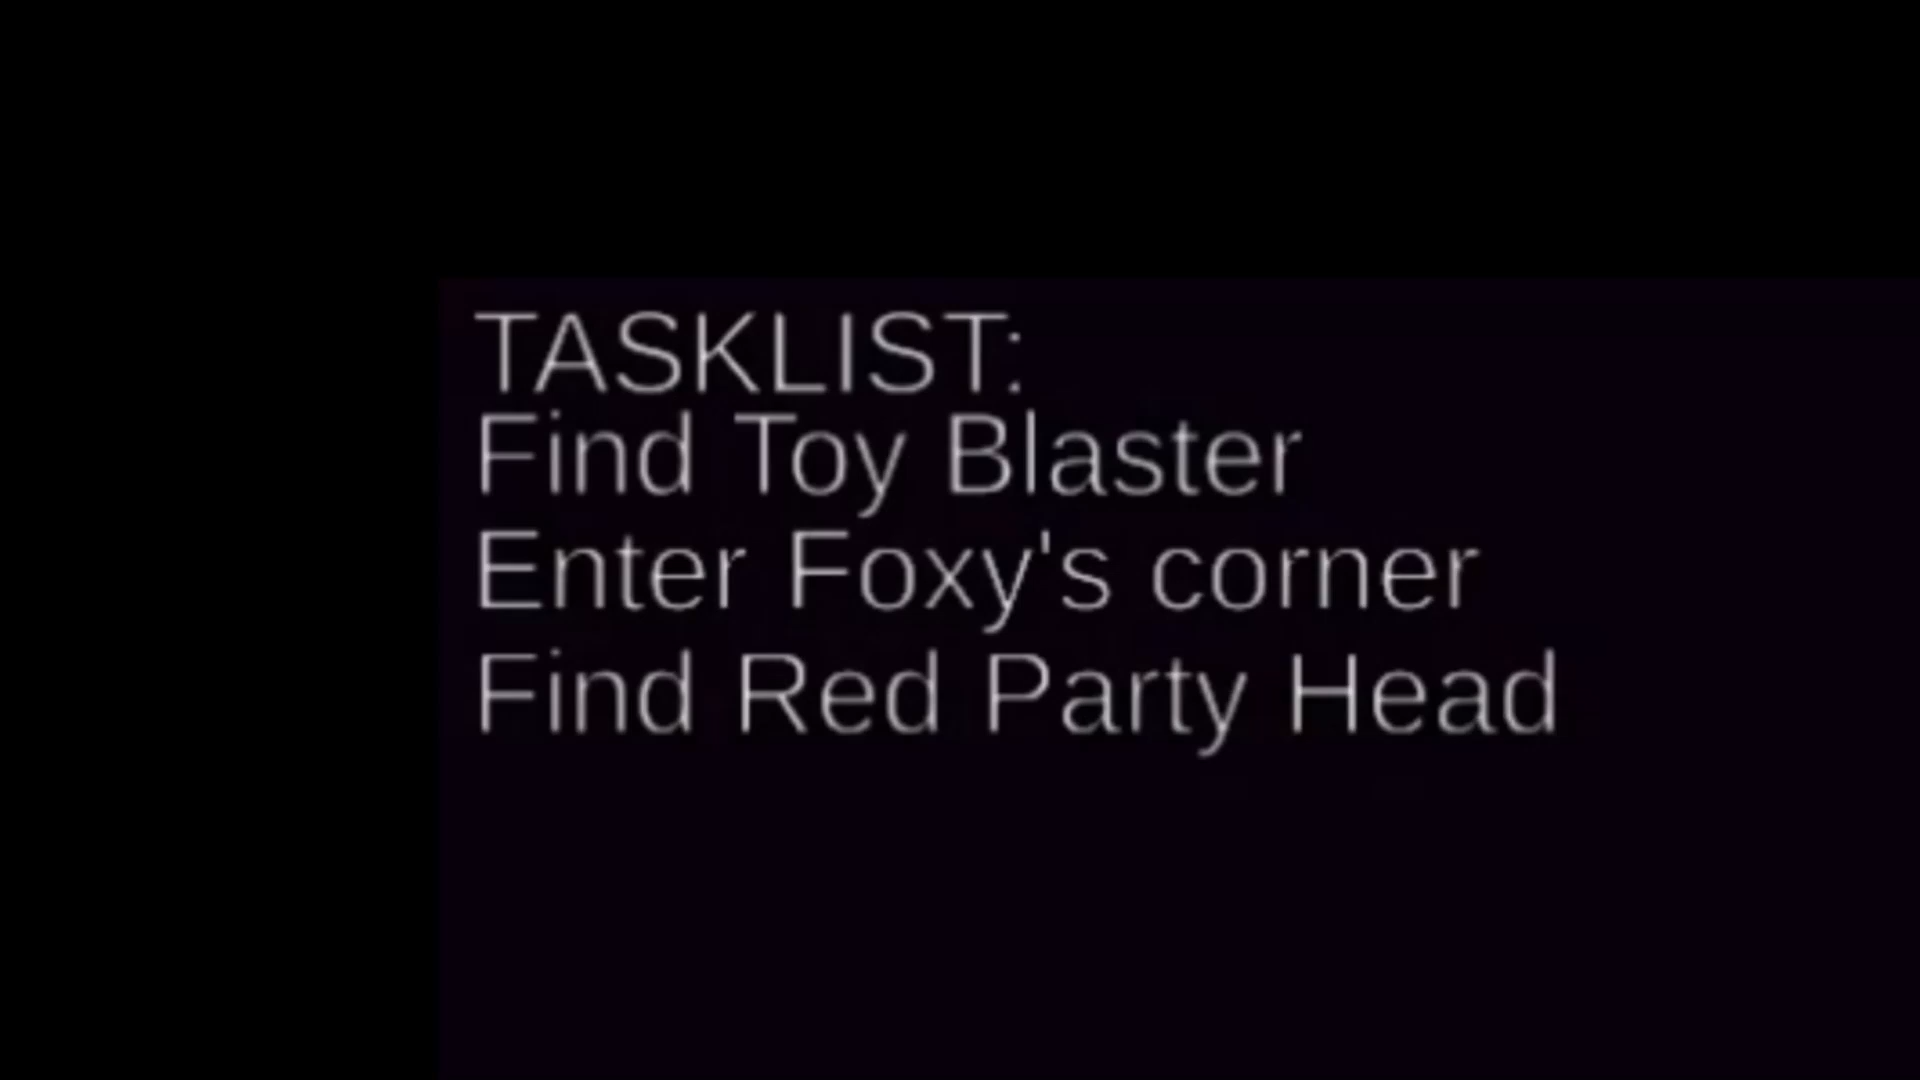 TASKLIST:
Find Toy Blaster
Enter Foxy's corner
Find Red Party Head